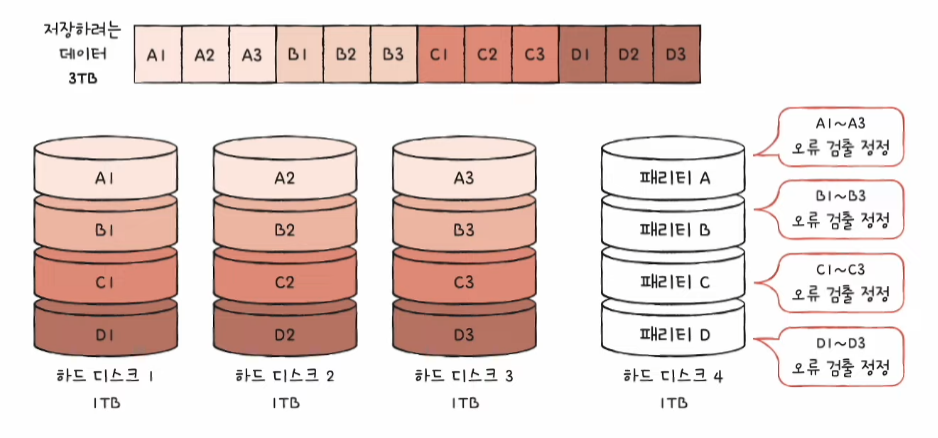 저장하려는
데이터
3TB
A1 A2 A3 B1 B2 B3 C1 C2 C3 D1 D2 D3
A1
B1
C1
D1
하드 디스크 1
1TB
A2
B2
C2
D2
하드 디스크 2
1TB
A3
B3
C3
D3
하드 디스크 3
1TB
패리티 A
패리티 B
패리티 C
패리티 D
하드 디스크 4
1TB
A1~A3
오류 검출 정정
B1~B3
오류 검출 정정
C1~C3
오류 검출 정정
D1~D3
오류 검출 정정